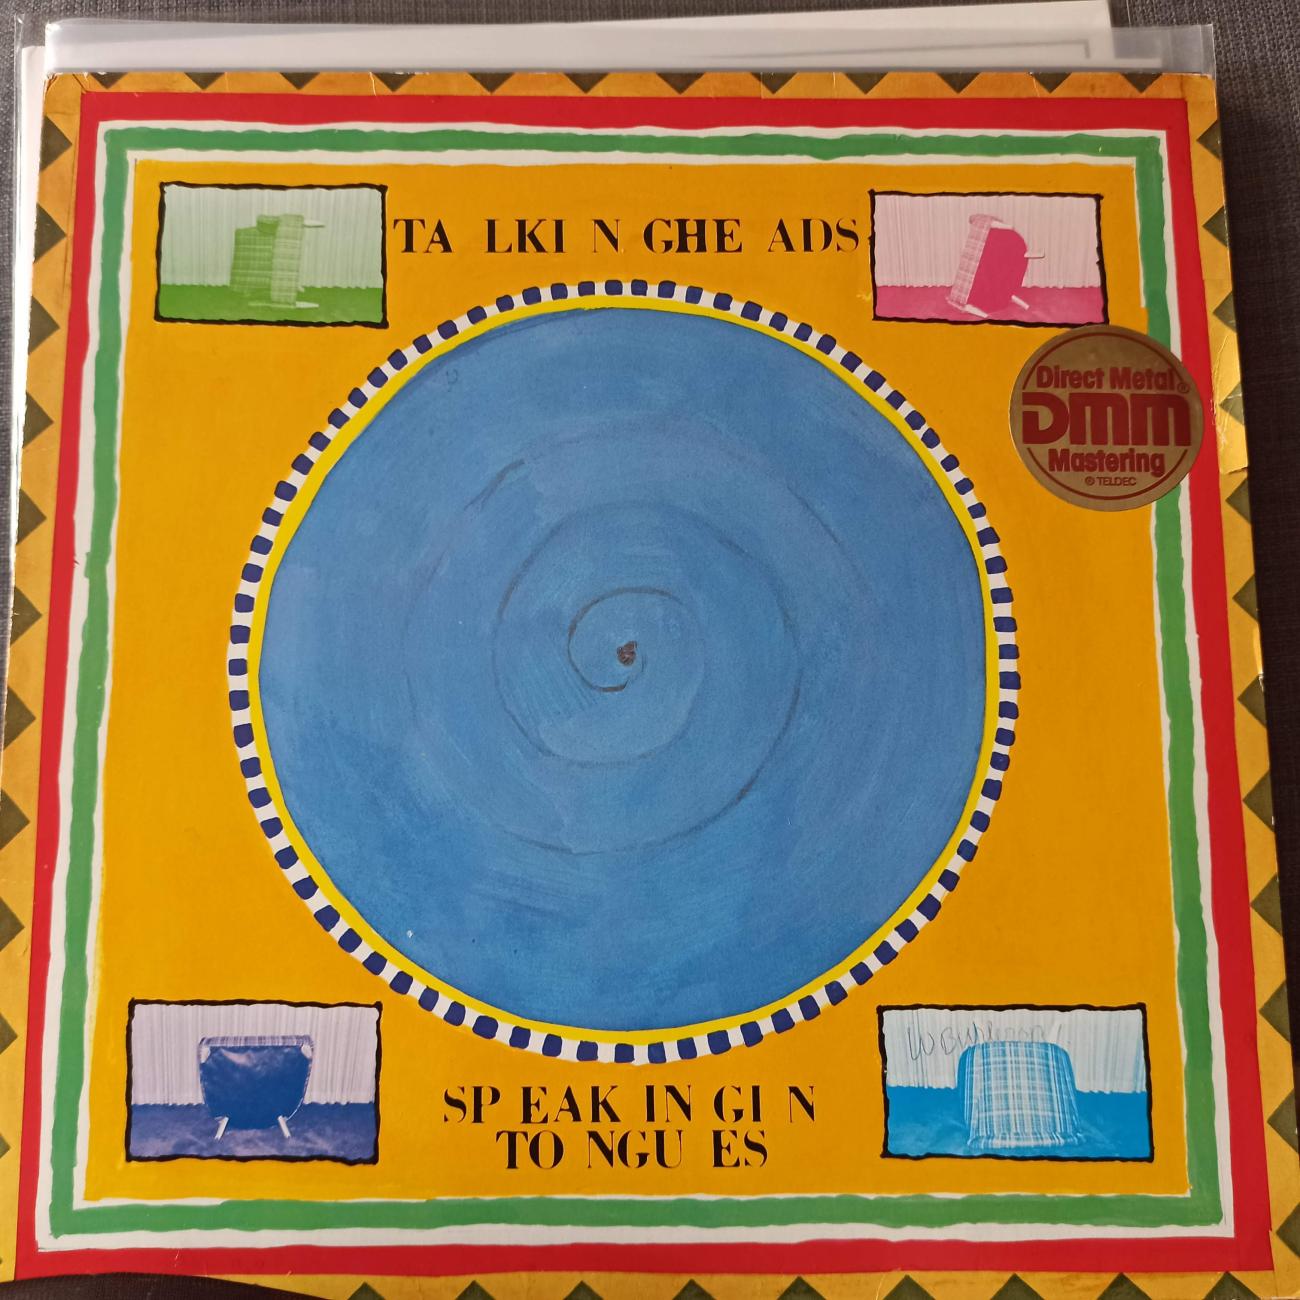 TA LKI N GHE ADS
Direct Metal®
DMM
Mastering
© TELDEC
SP EAK IN GI N
TO NGU ES